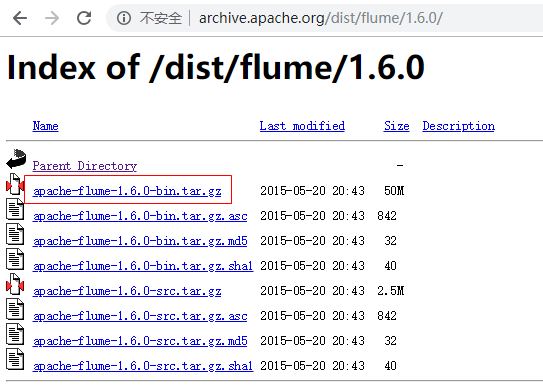 不安全 | archive.apache.org/dist/flume/1.6.0/
Index of /dist/flume/1.6.0
Name Last modified Size Description
Parent Directory -
apache-flume-1.6.0-bin.tar.gz 2015-05-20 20:43 50M
apache-flume-1.6.0-bin.tar.gz.asc 2015-05-20 20:43 842
apache-flume-1.6.0-bin.tar.gz.md5 2015-05-20 20:43 32
apache-flume-1.6.0-bin.tar.gz.sha1 2015-05-20 20:43 40
apache-flume-1.6.0-src.tar.gz 2015-05-20 20:43 2.5M
apache-flume-1.6.0-src.tar.gz.asc 2015-05-20 20:43 842
apache-flume-1.6.0-src.tar.gz.md5 2015-05-20 20:43 32
apache-flume-1.6.0-src.tar.gz.sha1 2015-05-20 20:43 40